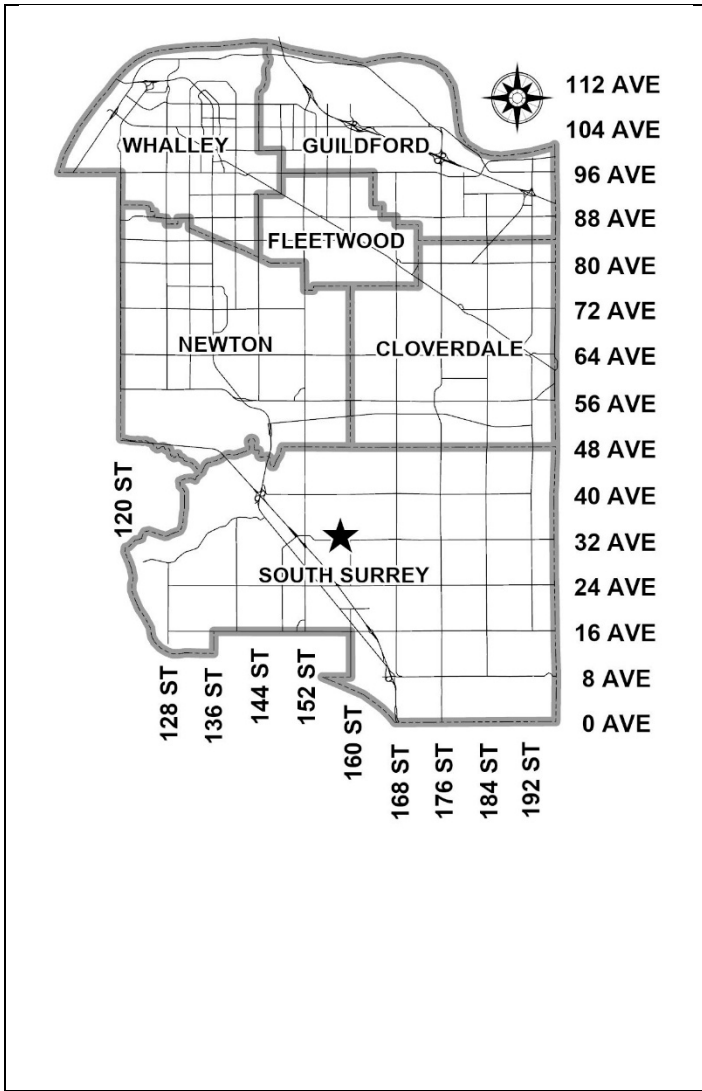 112 AVE
104 AVE
WHALLEY
GUILDFORD
96 AVE
88 AVE
FLEETWOOD
80 AVE
72 AVE
NEWTON
CLOVERDALE
64 AVE
56 AVE
48 AVE
120 ST
40 AVE
32 AVE
SOUTH SURREY
24 AVE
16 AVE
128 ST
136 ST
144 ST
152 ST
160 ST
8 AVE
0 AVE
168 ST
176 ST
184 ST
192 ST